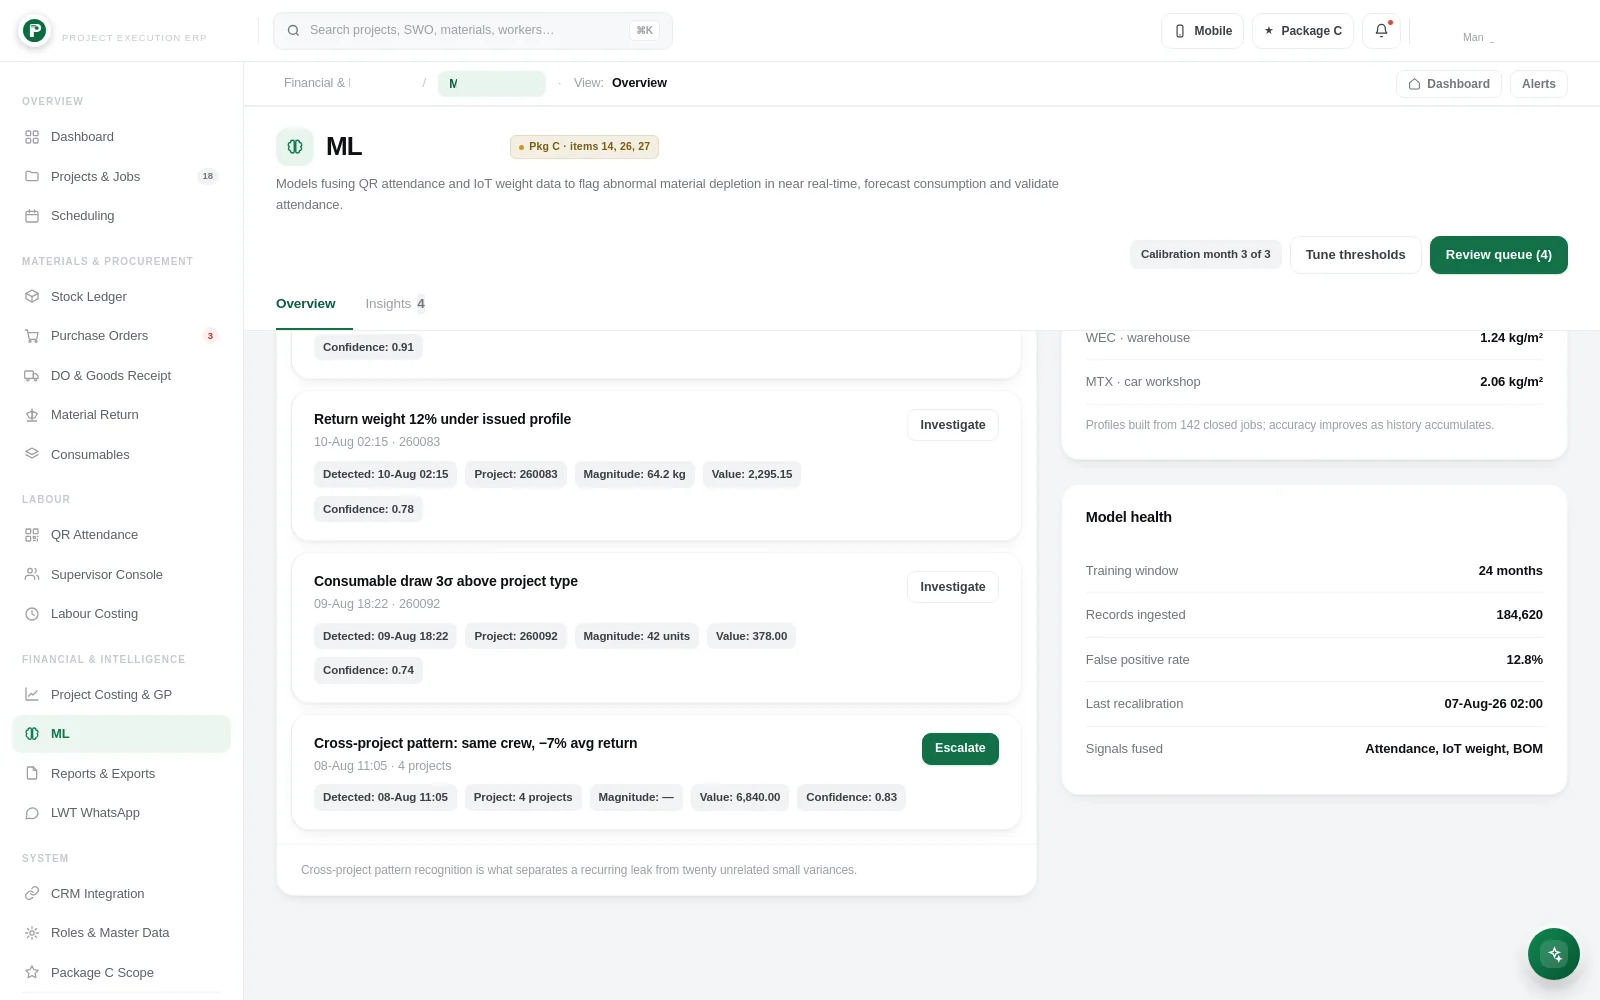 PROJECT EXECUTION ERP
Search projects, SWO, materials, workers… ⌘K
Mobile
★ Package C
Man
Financial &
/
M
· View: Overview
Dashboard
Alerts
OVERVIEW
Dashboard
Projects & Jobs 18
Scheduling
MATERIALS & PROCUREMENT
Stock Ledger
Purchase Orders 3
DO & Goods Receipt
Material Return
Consumables
LABOUR
QR Attendance
Supervisor Console
Labour Costing
FINANCIAL & INTELLIGENCE
Project Costing & GP
ML
Reports & Exports
LWT WhatsApp
SYSTEM
CRM Integration
Roles & Master Data
Package C Scope
ML
Pkg C · items 14, 26, 27
Models fusing QR attendance and IoT weight data to flag abnormal material depletion in near real-time, forecast consumption and validate
attendance.
Calibration month 3 of 3
Tune thresholds
Review queue (4)
Overview
Insights 4
Confidence: 0.91
Return weight 12% under issued profile
Investigate
10-Aug 02:15 · 260083
Detected: 10-Aug 02:15 Project: 260083 Magnitude: 64.2 kg Value: 2,295.15
Confidence: 0.78
Consumable draw 3σ above project type
Investigate
09-Aug 18:22 · 260092
Detected: 09-Aug 18:22 Project: 260092 Magnitude: 42 units Value: 378.00
Confidence: 0.74
Cross-project pattern: same crew, −7% avg return
Escalate
08-Aug 11:05 · 4 projects
Detected: 08-Aug 11:05 Project: 4 projects Magnitude: — Value: 6,840.00 Confidence: 0.83
Cross-project pattern recognition is what separates a recurring leak from twenty unrelated small variances.
WEC · warehouse 1.24 kg/m²
MTX · car workshop 2.06 kg/m²
Profiles built from 142 closed jobs; accuracy improves as history accumulates.
Model health
Training window 24 months
Records ingested 184,620
False positive rate 12.8%
Last recalibration 07-Aug-26 02:00
Signals fused Attendance, IoT weight, BOM